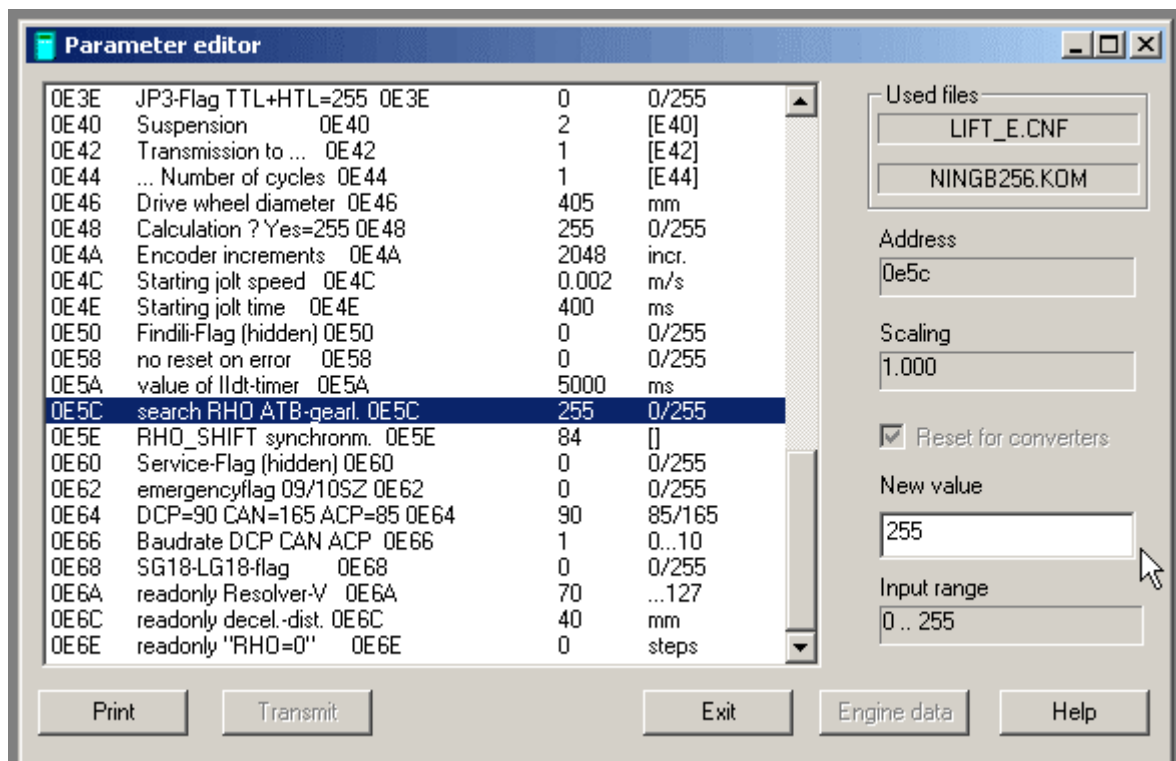 Parameter editor
0E3E JP3-Flag TTL+HTL=255 0E3E 0 0/255
0E40 Suspension 0E40 2 [E40]
0E42 Transmission to ... 0E42 1 [E42]
0E44 ... Number of cycles 0E44 1 [E44]
0E46 Drive wheel diameter 0E46 405 mm
0E48 Calculation ? Yes=255 0E48 255 0/255
0E4A Encoder increments 0E4A 2048 incr.
0E4C Starting jolt speed 0E4C 0.002 m/s
0E4E Starting jolt time 0E4E 400 ms
0E50 Findili-Flag (hidden) 0E50 0 0/255
0E58 no reset on error 0E58 0 0/255
0E5A value of IIdt-timer 0E5A 5000 ms
0E5C search RHO ATB-gearl. 0E5C 255 0/255
0E5E RHO_SHIFT synchronm. 0E5E 84 []
0E60 Service-Flag (hidden) 0E60 0 0/255
0E62 emergencyflag 09/10SZ 0E62 0 0/255
0E64 DCP=90 CAN=165 ACP=85 0E64 90 85/165
0E66 Baudrate DCP CAN ACP 0E66 1 0...10
0E68 SG18-LG18-flag 0E68 0 0/255
0E6A readonly Resolver-V 0E6A 70 ...127
0E6C readonly decel.-dist. 0E6C 40 mm
0E6E readonly "RHO=0" 0E6E 0 steps
Used files
LIFT_E.CNF
NINGB256.KOM
Address
0e5c
Scaling
1.000
Reset for converters
New value
255
Input range
0 .. 255
Print Transmit Exit Engine data Help